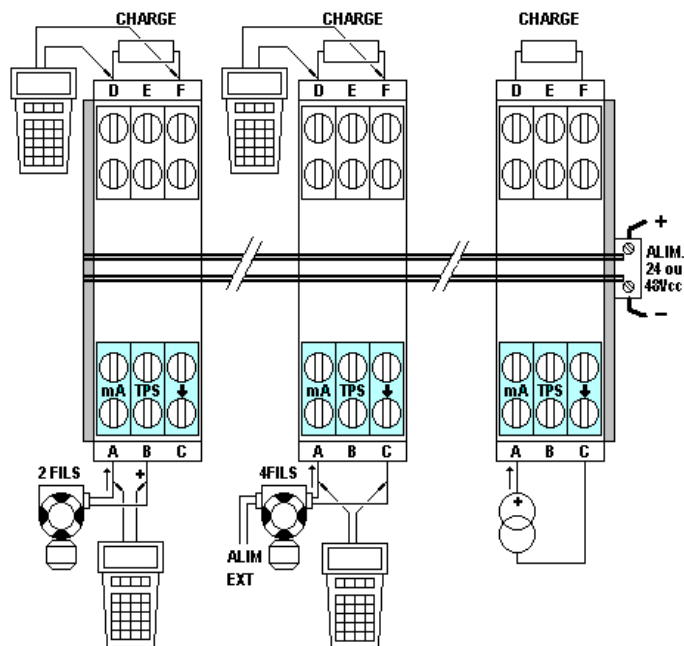 CHARGE CHARGE CHARGE
D E F D E F D E F
+
ALIM.
24 ou
48Vcc
−
mA TPS mA TPS mA TPS
A B C A B C A B C
2 FILS + 4FILS +
ALIM
EXT